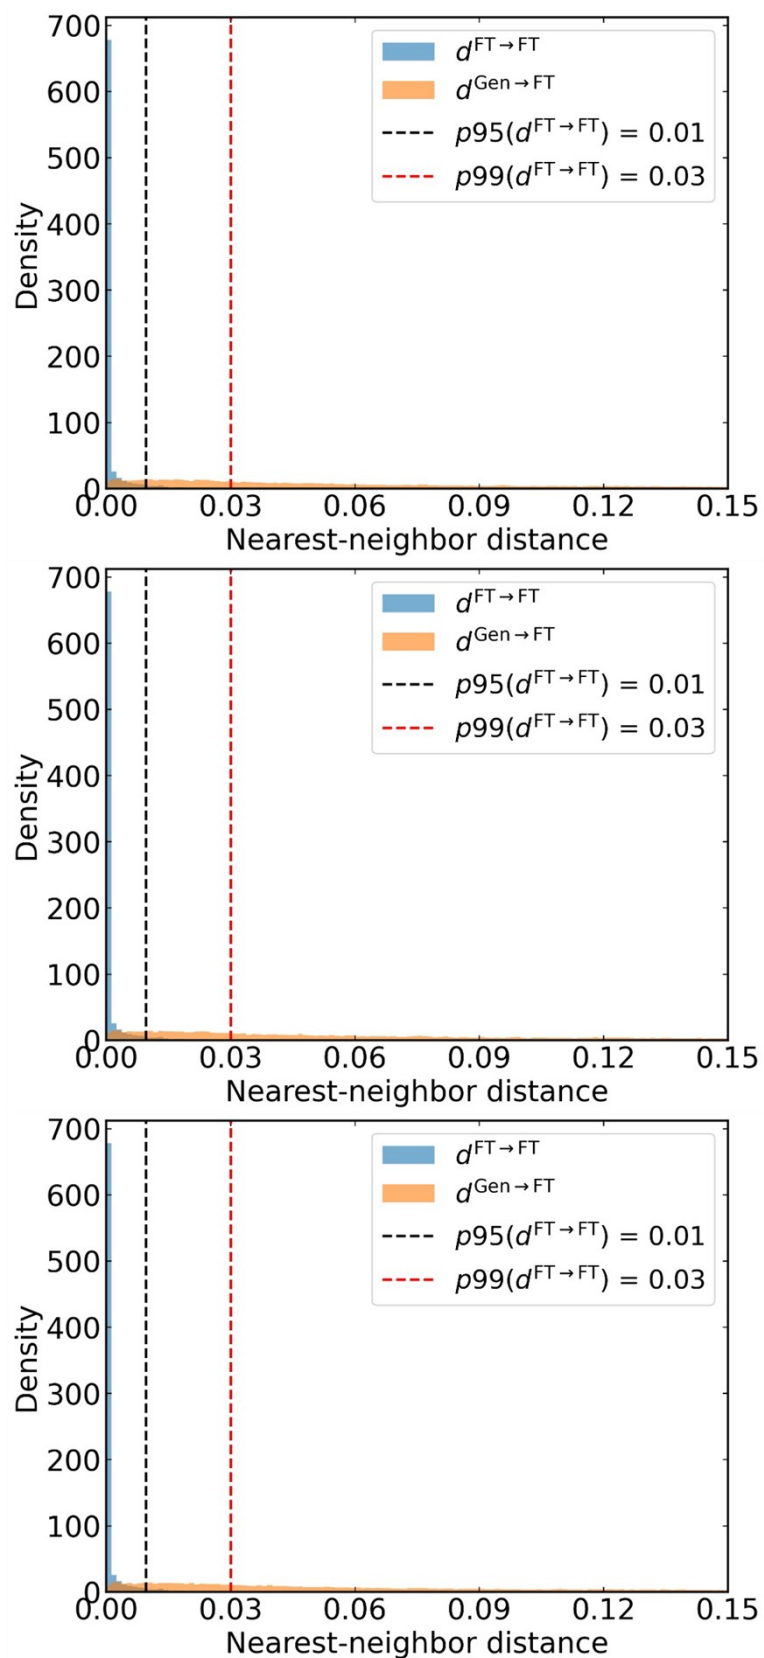 700
600
500
400
300
200
100
0
Density
d^FT→FT
d^Gen→FT
p95(d^FT→FT) = 0.01
p99(d^FT→FT) = 0.03
0.00 0.03 0.06 0.09 0.12 0.15
Nearest-neighbor distance
700
600
500
400
300
200
100
0
Density
d^FT→FT
d^Gen→FT
p95(d^FT→FT) = 0.01
p99(d^FT→FT) = 0.03
0.00 0.03 0.06 0.09 0.12 0.15
Nearest-neighbor distance
700
600
500
400
300
200
100
0
Density
d^FT→FT
d^Gen→FT
p95(d^FT→FT) = 0.01
p99(d^FT→FT) = 0.03
0.00 0.03 0.06 0.09 0.12 0.15
Nearest-neighbor distance